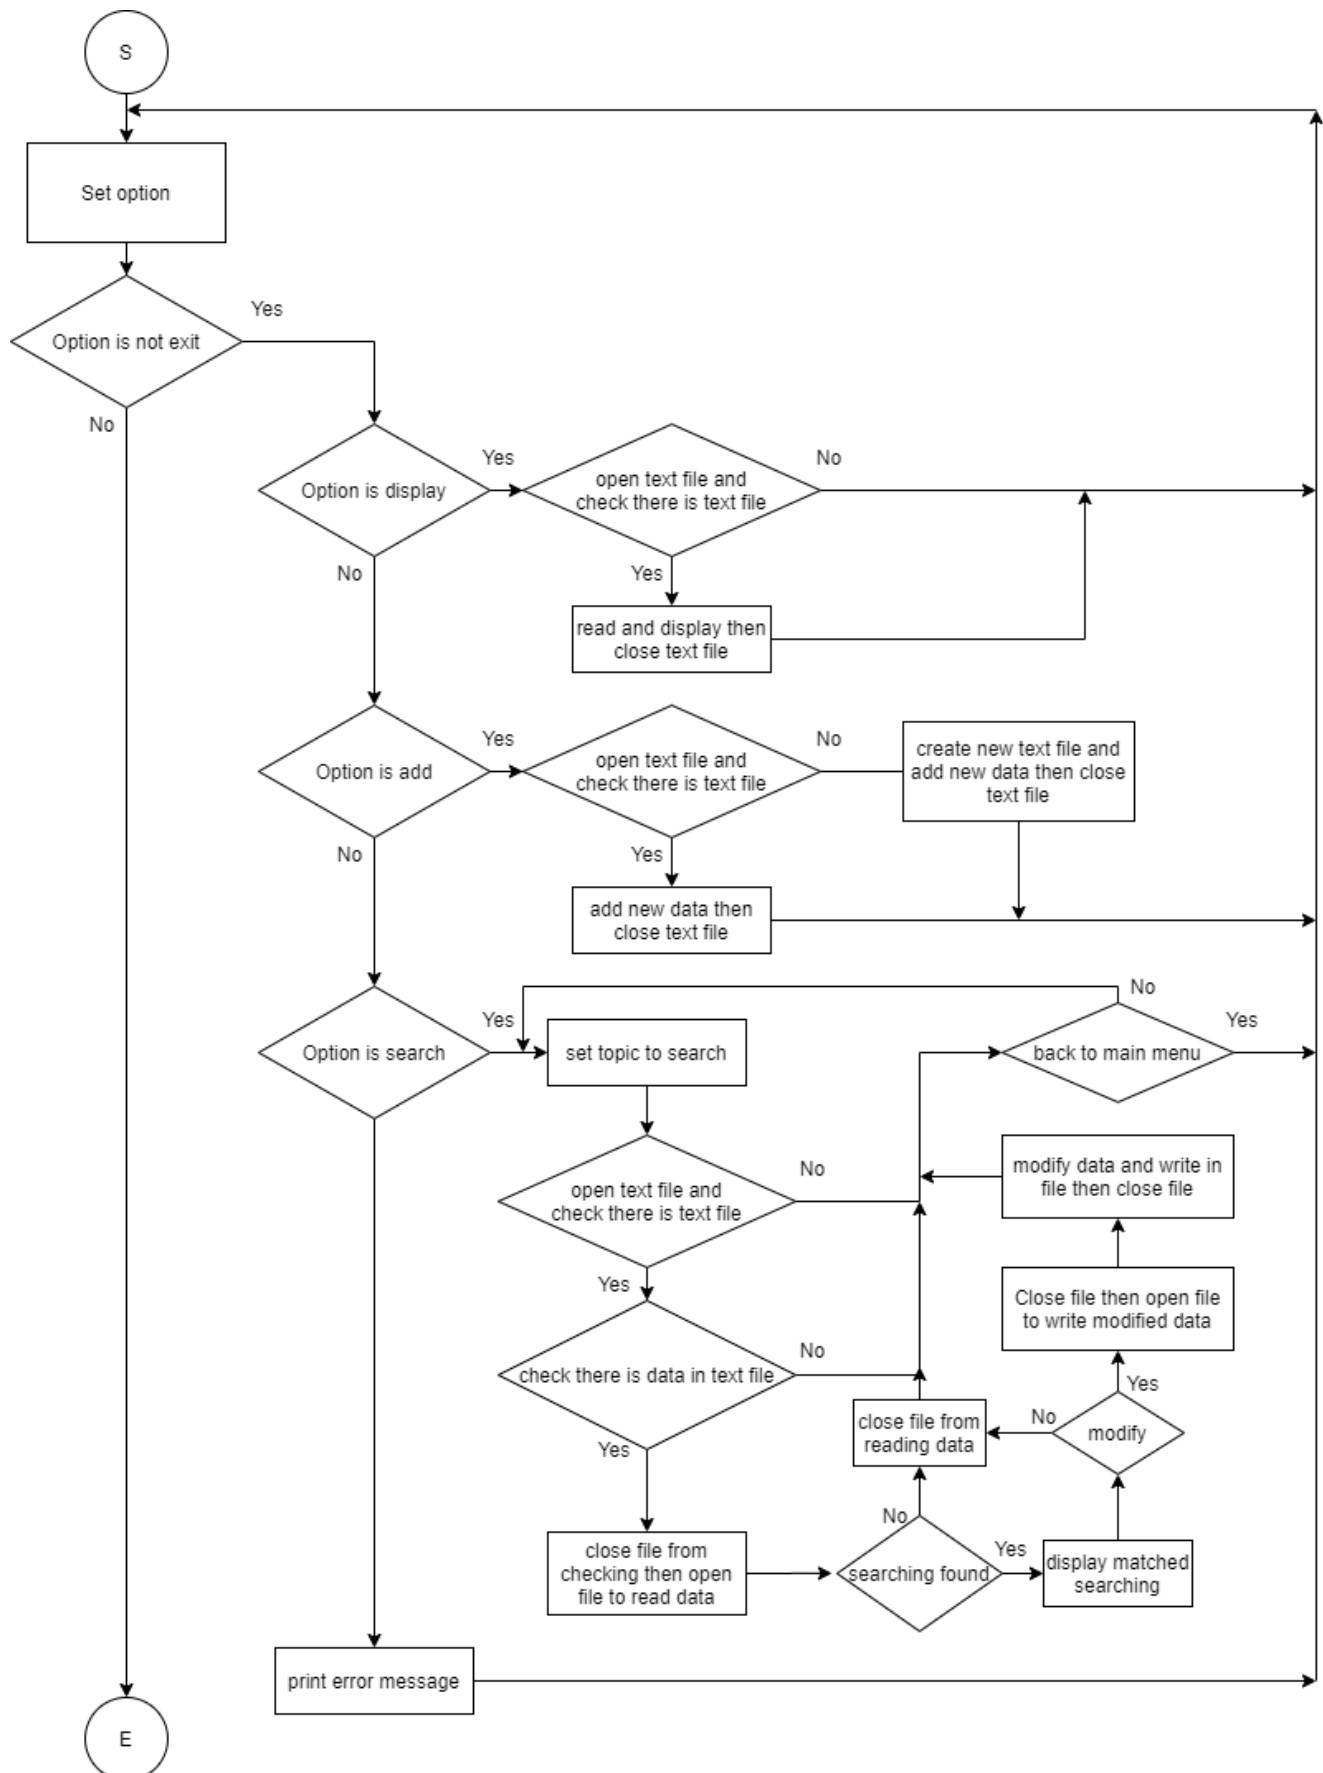 S
Set option
Option is not exit
Yes
No
Option is display
Yes
open text file and
check there is text file
No
No
Yes
read and display then
close text file
Option is add
Yes
open text file and
check there is text file
No
create new text file and
add new data then close
text file
No
Yes
add new data then
close text file
Option is search
Yes
set topic to search
No
back to main menu
Yes
open text file and
check there is text file
No
modify data and write in
file then close file
Yes
Close file then open file
to write modified data
check there is data in text file
No
Yes
close file from
reading data
No
modify
Yes
close file from
checking then open
file to read data
No
searching found
Yes
display matched
searching
print error message
E